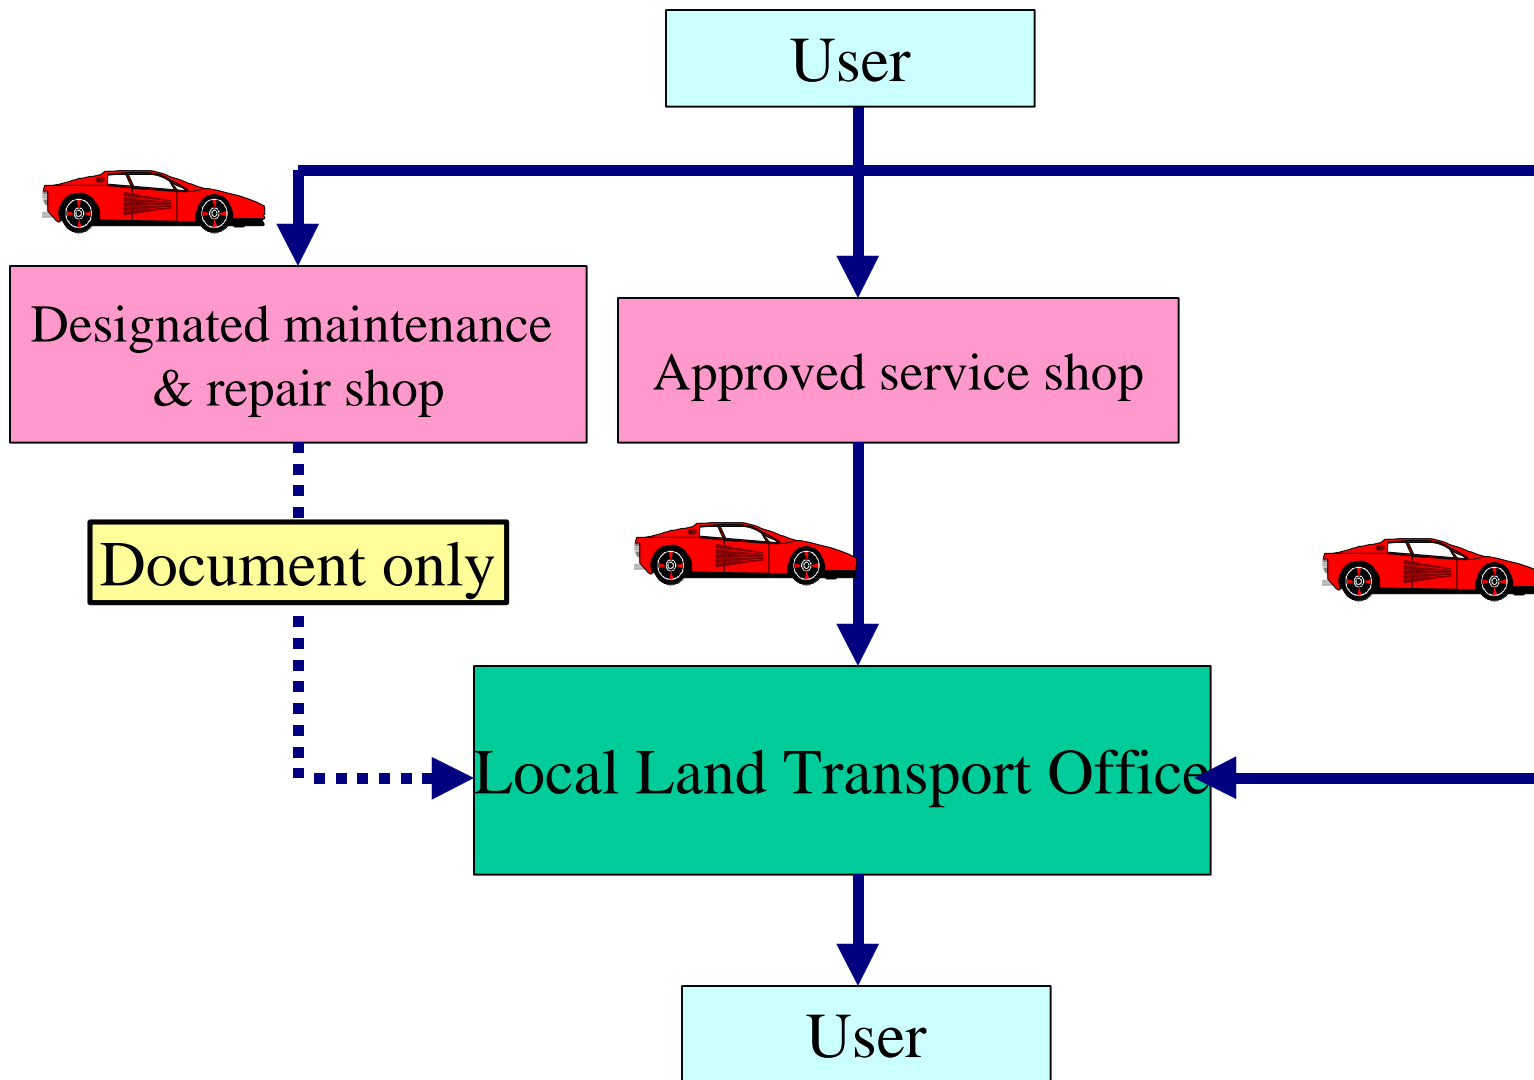 User
Designated maintenance
& repair shop
Approved service shop
Document only
Local Land Transport Office
User